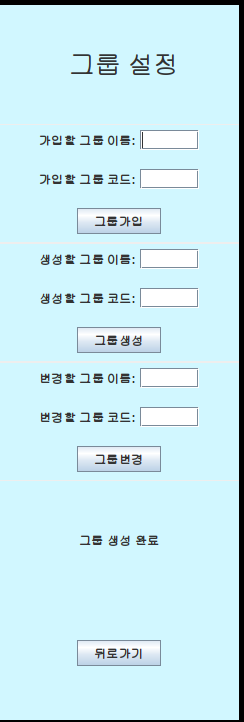 그룹 설정
가입할 그룹 이름:
가입할 그룹 코드:
그룹가입
생성할 그룹 이름:
생성할 그룹 코드:
그룹생성
변경할 그룹 이름:
변경할 그룹 코드:
그룹변경
그룹 생성 완료
뒤로가기